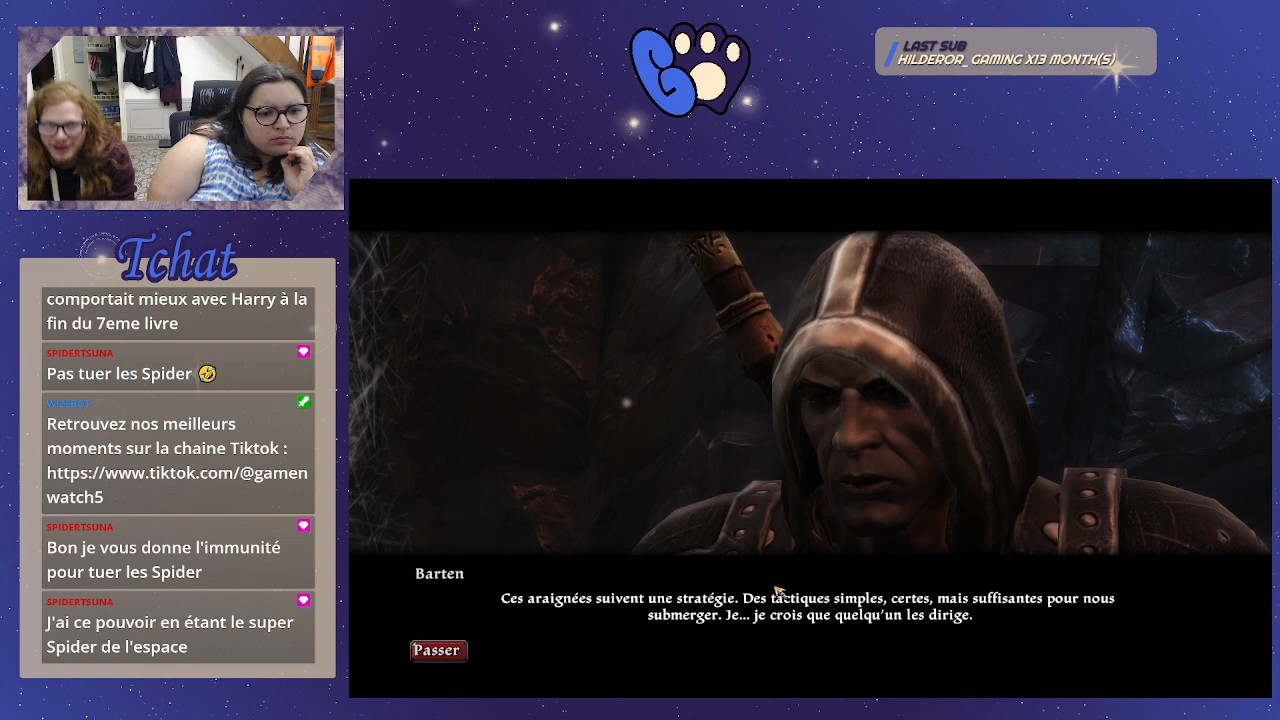 LAST SUB
HILDEROR_GAMING X13 MONTH(S)
Tchat
comportait mieux avec Harry à la
fin du 7eme livre
SPIDERTSUNA
Pas tuer les Spider 🤣
WIZEBOT
Retrouvez nos meilleurs
moments sur la chaine Tiktok :
https://www.tiktok.com/@gamen
watch5
SPIDERTSUNA
Bon je vous donne l'immunité
pour tuer les Spider
SPIDERTSUNA
J'ai ce pouvoir en étant le super
Spider de l'espace
Barten
Ces araignées suivent une stratégie. Des tactiques simples, certes, mais suffisantes pour nous
submerger. Je... je crois que quelqu'un les dirige.
Passer